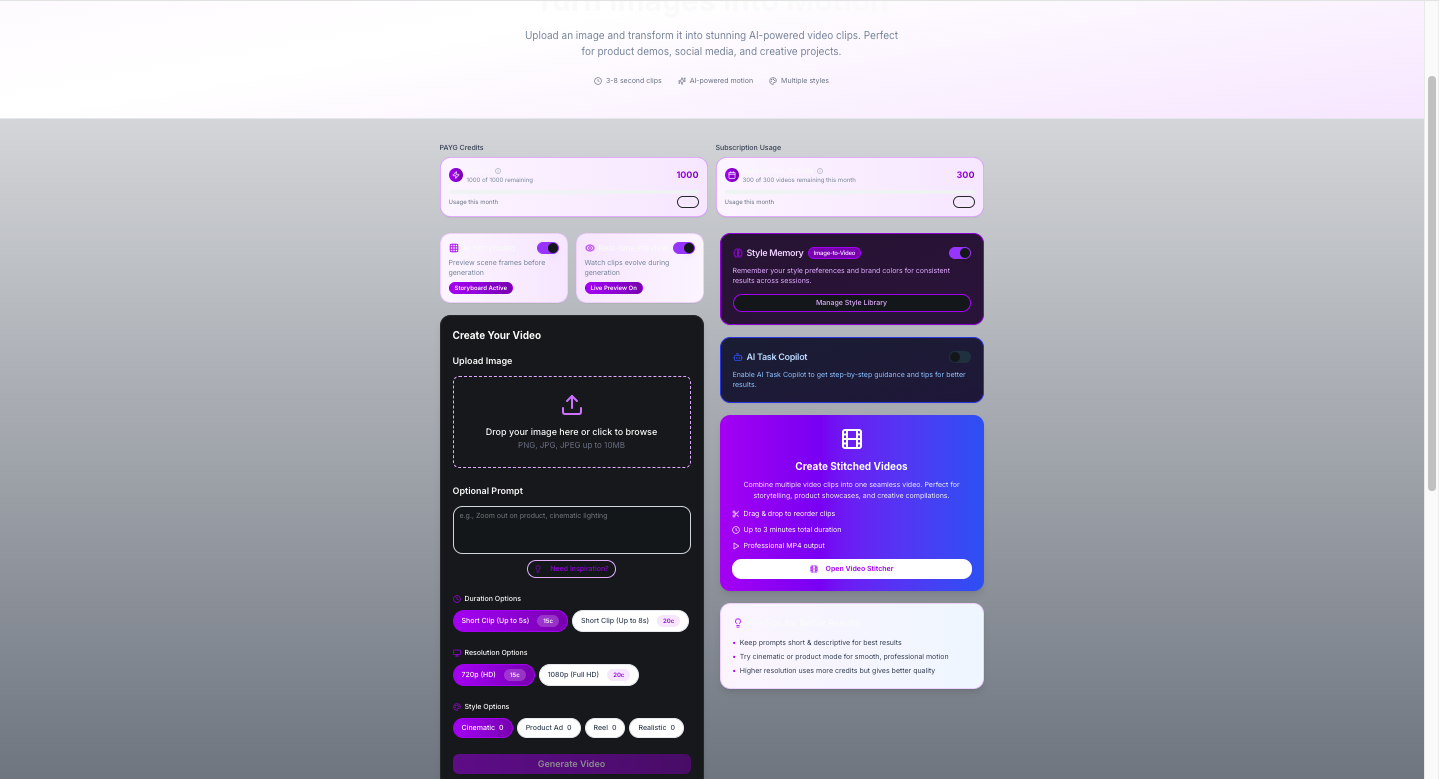 Turn Images Into Motion
Upload an image and transform it into stunning AI-powered video clips. Perfect
for product demos, social media, and creative projects.
3-8 second clips
AI-powered motion
Multiple styles
PAYG Credits
1000 of 1000 remaining
1000
Usage this month
Subscription Usage
300 of 300 videos remaining this month
300
Usage this month
Preview scene frames before
generation
Storyboard Active
Watch clips evolve during
generation
Live Preview On
Create Your Video
Upload Image
Drop your image here or click to browse
PNG, JPG, JPEG up to 10MB
Optional Prompt
e.g., Zoom out on product, cinematic lighting
Need Inspiration?
Duration Options
Short Clip (Up to 5s) 15c
Short Clip (Up to 8s) 20c
Resolution Options
720p (HD) 15c
1080p (Full HD) 20c
Style Options
Cinematic 0
Product Ad 0
Reel 0
Realistic 0
Generate Video
Style Memory
Image-to-Video
Remember your style preferences and brand colors for consistent
results across sessions.
Manage Style Library
AI Task Copilot
Enable AI Task Copilot to get step-by-step guidance and tips for better
results.
Create Stitched Videos
Combine multiple video clips into one seamless video. Perfect for
storytelling, product showcases, and creative compilations.
Drag & drop to reorder clips
Up to 3 minutes total duration
Professional MP4 output
Open Video Stitcher
• Keep prompts short & descriptive for best results
• Try cinematic or product mode for smooth, professional motion
• Higher resolution uses more credits but gives better quality